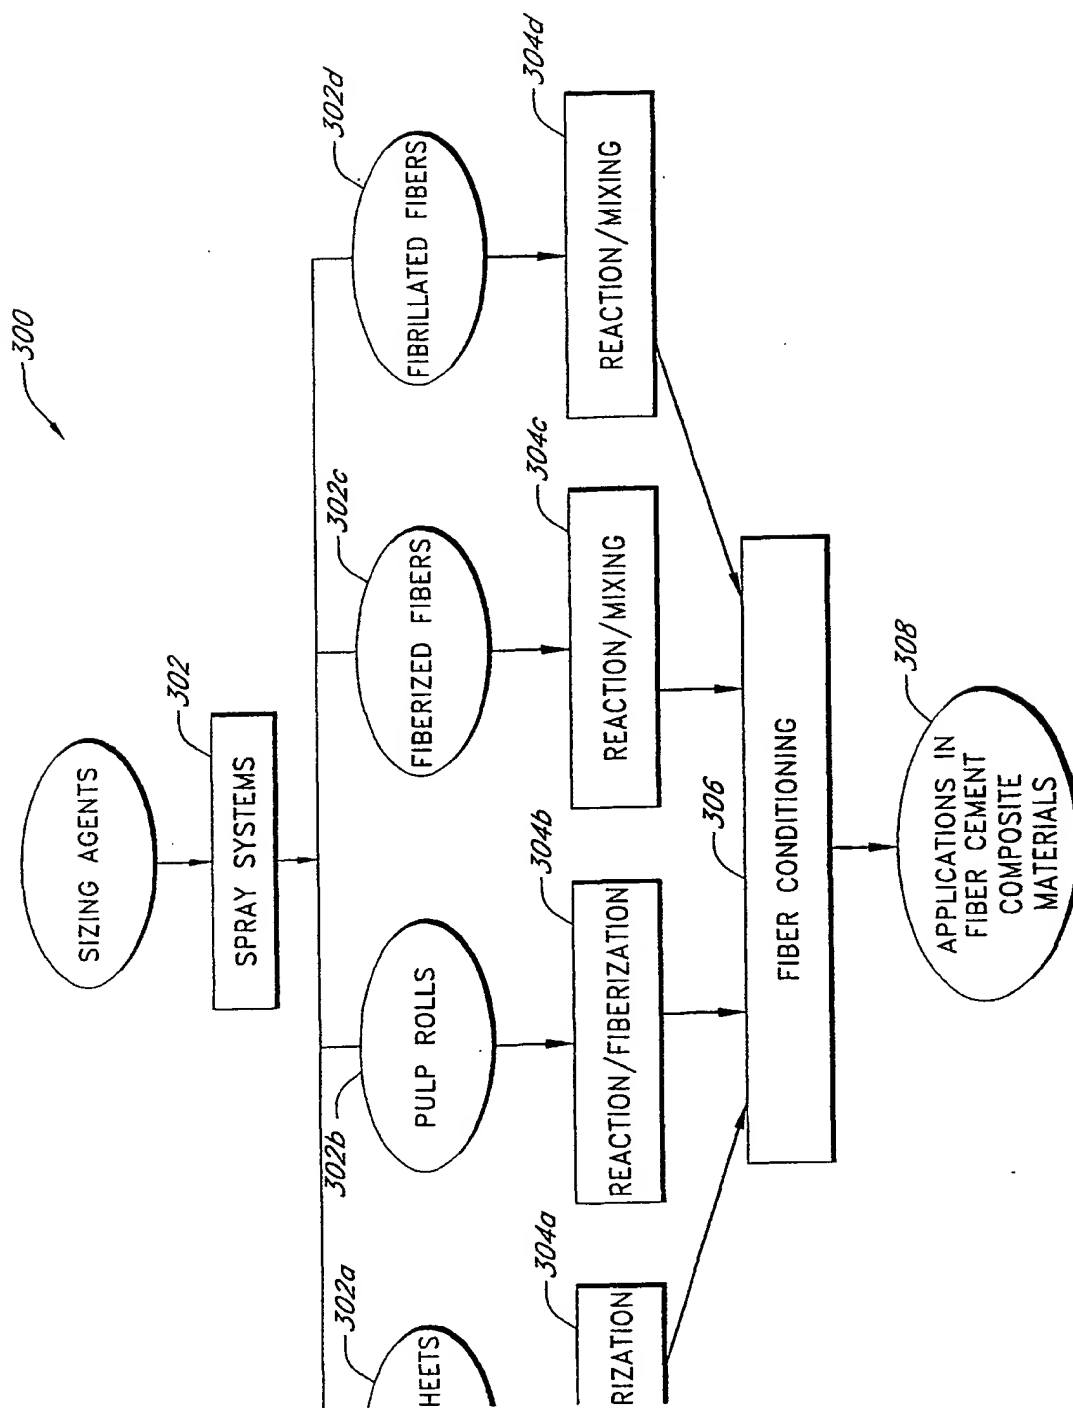 300
SIZING AGENTS
302
SPRAY SYSTEMS
302a
HEETS
302b
PULP ROLLS
302c
FIBERIZED FIBERS
302d
FIBRILLATED FIBERS
304a
RIZATION
304b
REACTION/FIBERIZATION
304c
REACTION/MIXING
304d
REACTION/MIXING
306
FIBER CONDITIONING
308
APPLICATIONS IN
FIBER CEMENT
COMPOSITE
MATERIALS